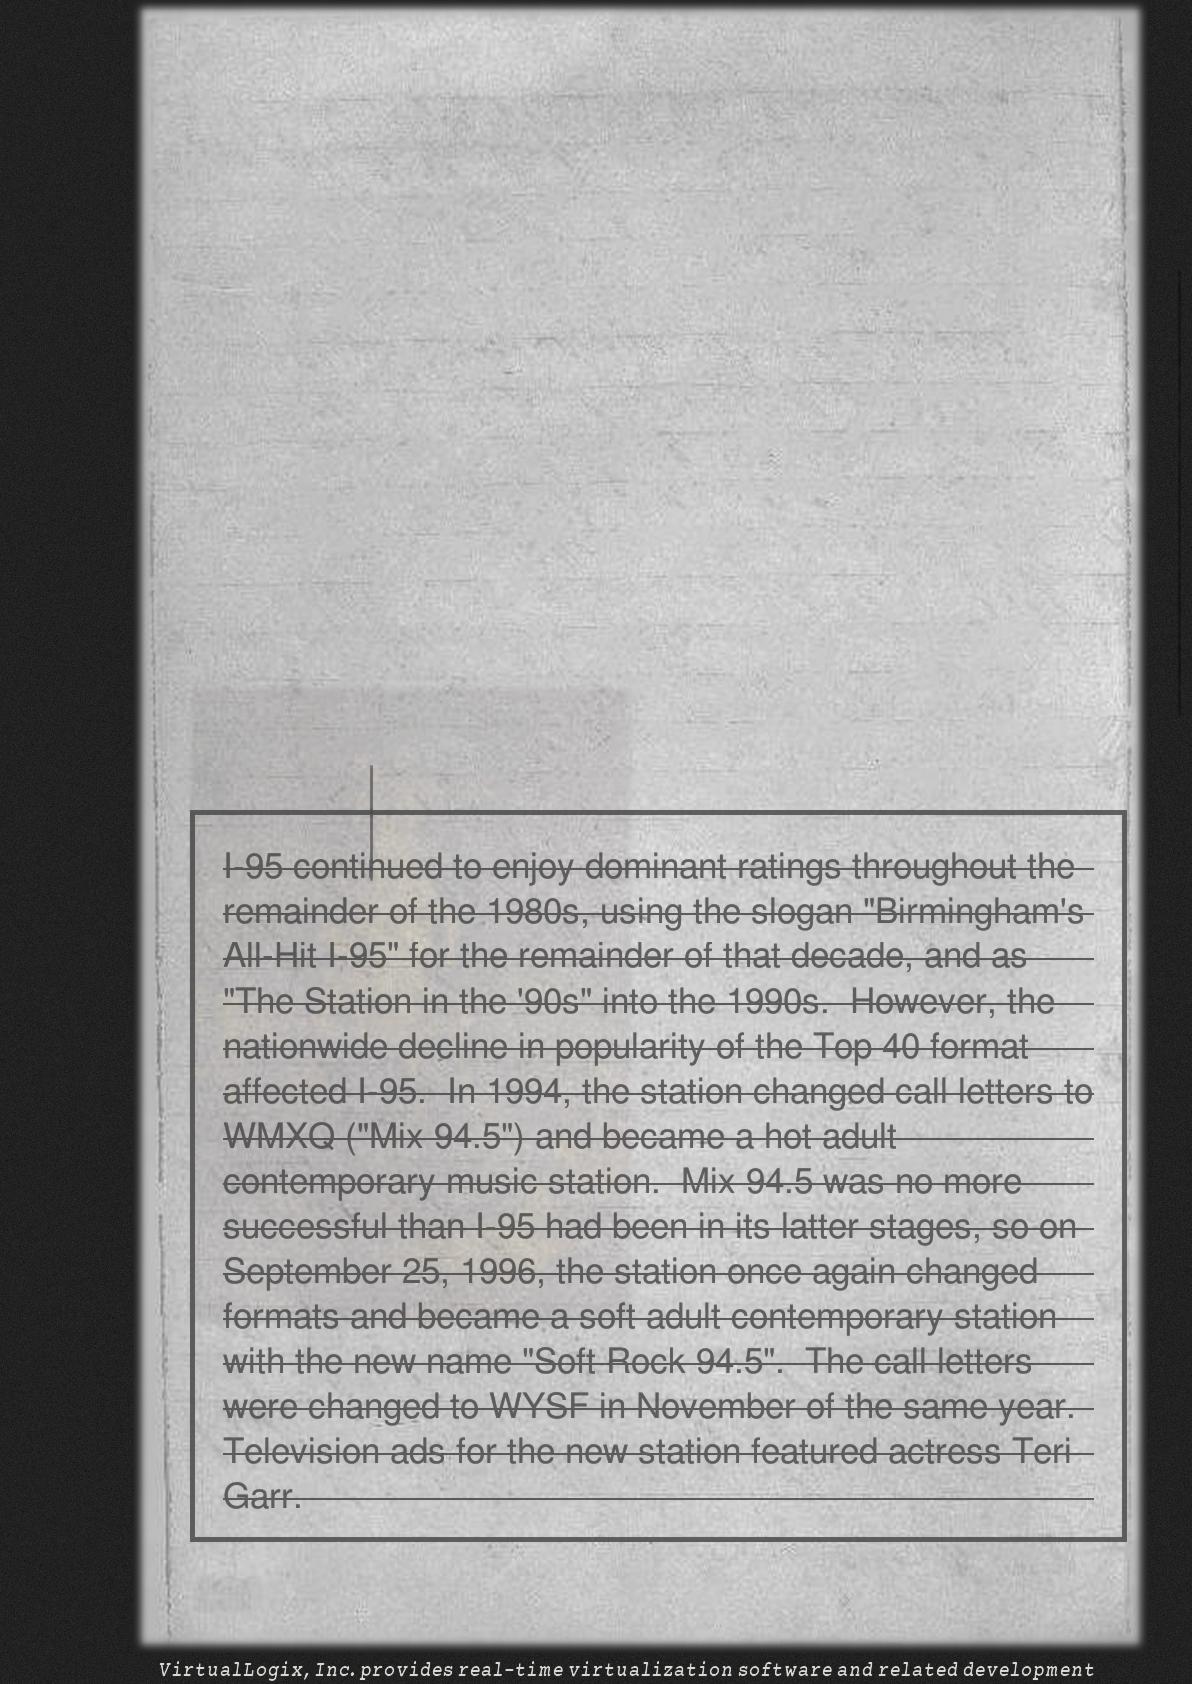 I-95 continued to enjoy dominant ratings throughout the
remainder of the 1980s, using the slogan "Birmingham's
All-Hit I-95" for the remainder of that decade, and as
"The Station in the '90s" into the 1990s.  However, the
nationwide decline in popularity of the Top 40 format
affected I-95.  In 1994, the station changed call letters to
WMXQ ("Mix 94.5") and became a hot adult
contemporary music station.  Mix 94.5 was no more
successful than I-95 had been in its latter stages, so on
September 25, 1996, the station once again changed
formats and became a soft adult contemporary station
with the new name "Soft Rock 94.5".  The call letters
were changed to WYSF in November of the same year.
Television ads for the new station featured actress Teri
Garr.
VirtualLogix, Inc. provides real-time virtualization software and related development